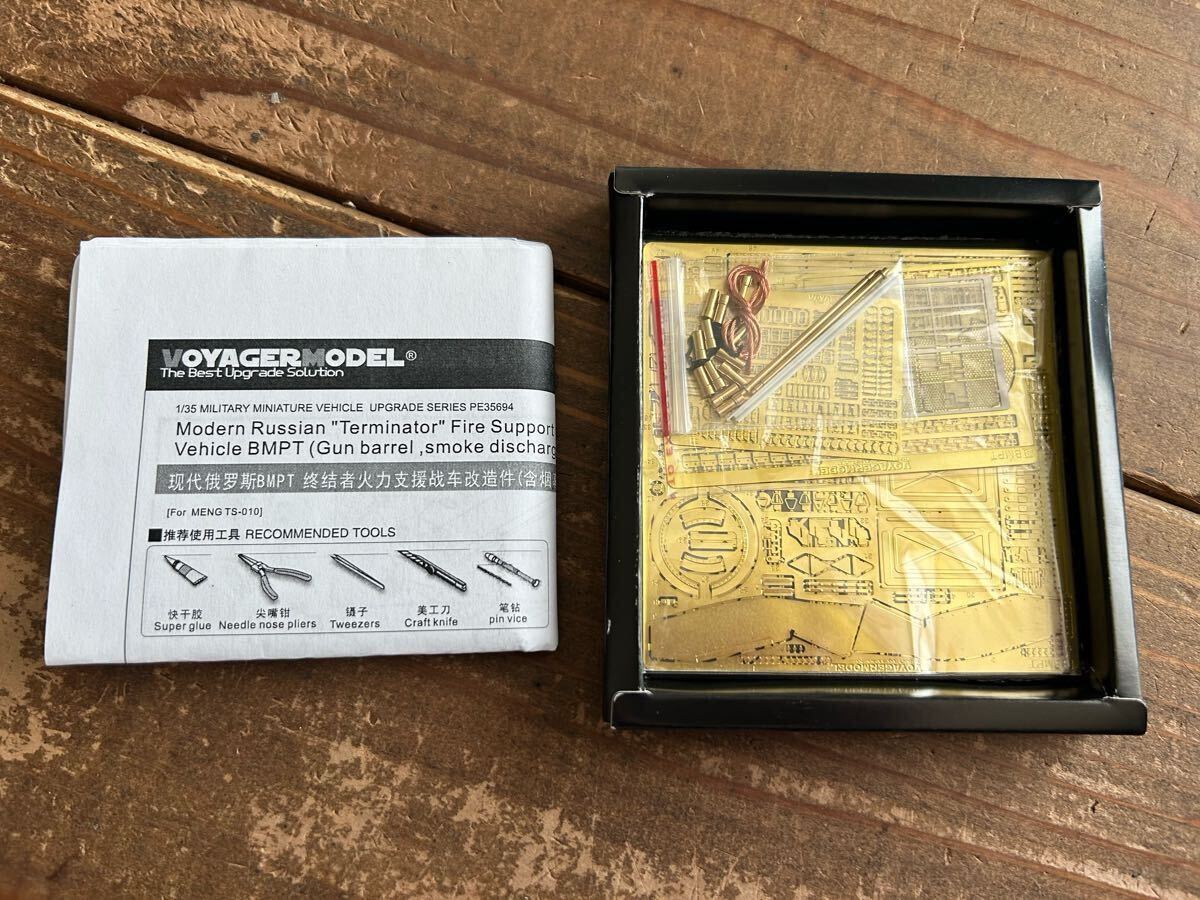 VOYAGERMODEL®
The Best Upgrade Solution
1/35 MILITARY MINIATURE VEHICLE UPGRADE SERIES PE35694
Modern Russian "Terminator" Fire Support
Vehicle BMPT (Gun barrel ,smoke discharg
现代俄罗斯BMPT 终结者火力支援战车改造件(含烟
[For MENG TS-010]
■推荐使用工具 RECOMMENDED TOOLS
快干胶 尖嘴钳 镊子 美工刀 笔钻
Super glue Needle nose pliers Tweezers Craft knife pin vice
BMPT
VOYAGERMODEL
VOYAGERMODEL
BMPT